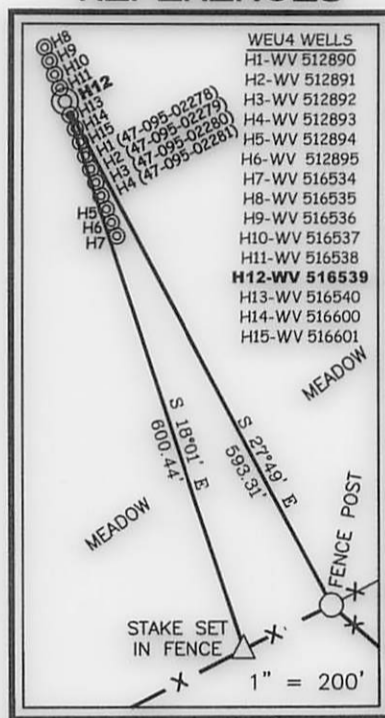 REFERENCES
H8
H9
H10
H11
H12
H13
H14
H15
H1 (47-095-02278)
H2 (47-095-02279)
H3 (47-095-02280)
H4 (47-095-02281)
H5
H6
H7
WEU4 WELLS
H1-WV 512890
H2-WV 512891
H3-WV 512892
H4-WV 512893
H5-WV 512894
H6-WV 512895
H7-WV 516534
H8-WV 516535
H9-WV 516536
H10-WV 516537
H11-WV 516538
H12-WV 516539
H13-WV 516540
H14-WV 516600
H15-WV 516601
MEADOW
S 18°01' E
600.44'
S 27°49' E
593.31'
MEADOW
FENCE POST
STAKE SET
IN FENCE
1" = 200'